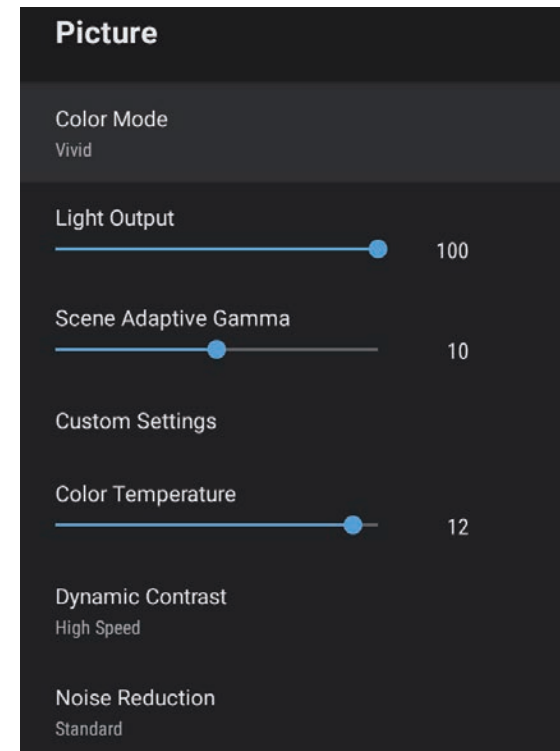 Picture
Color Mode
Vivid
Light Output
100
Scene Adaptive Gamma
10
Custom Settings
Color Temperature
12
Dynamic Contrast
High Speed
Noise Reduction
Standard